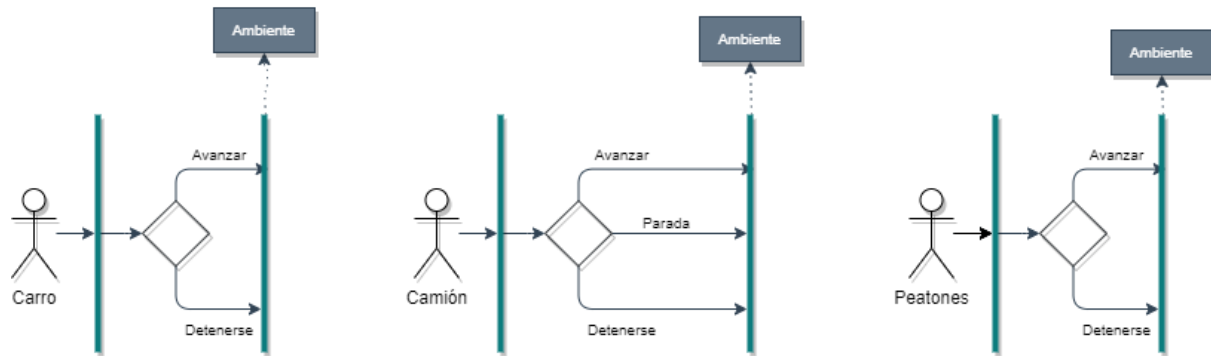 Ambiente
Avanzar
Carro
Detenerse
Ambiente
Avanzar
Parada
Camión
Detenerse
Ambiente
Avanzar
Peatones
Detenerse